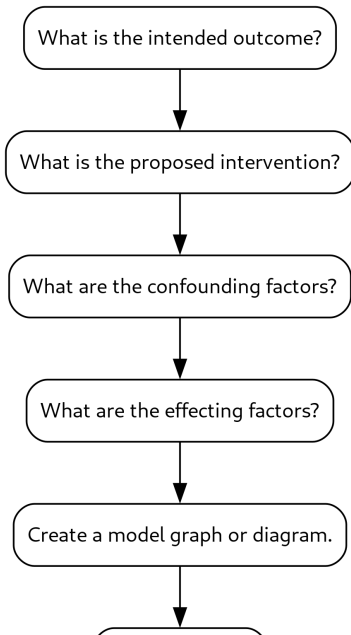 What is the intended outcome?
What is the proposed intervention?
What are the confounding factors?
What are the effecting factors?
Create a model graph or diagram.